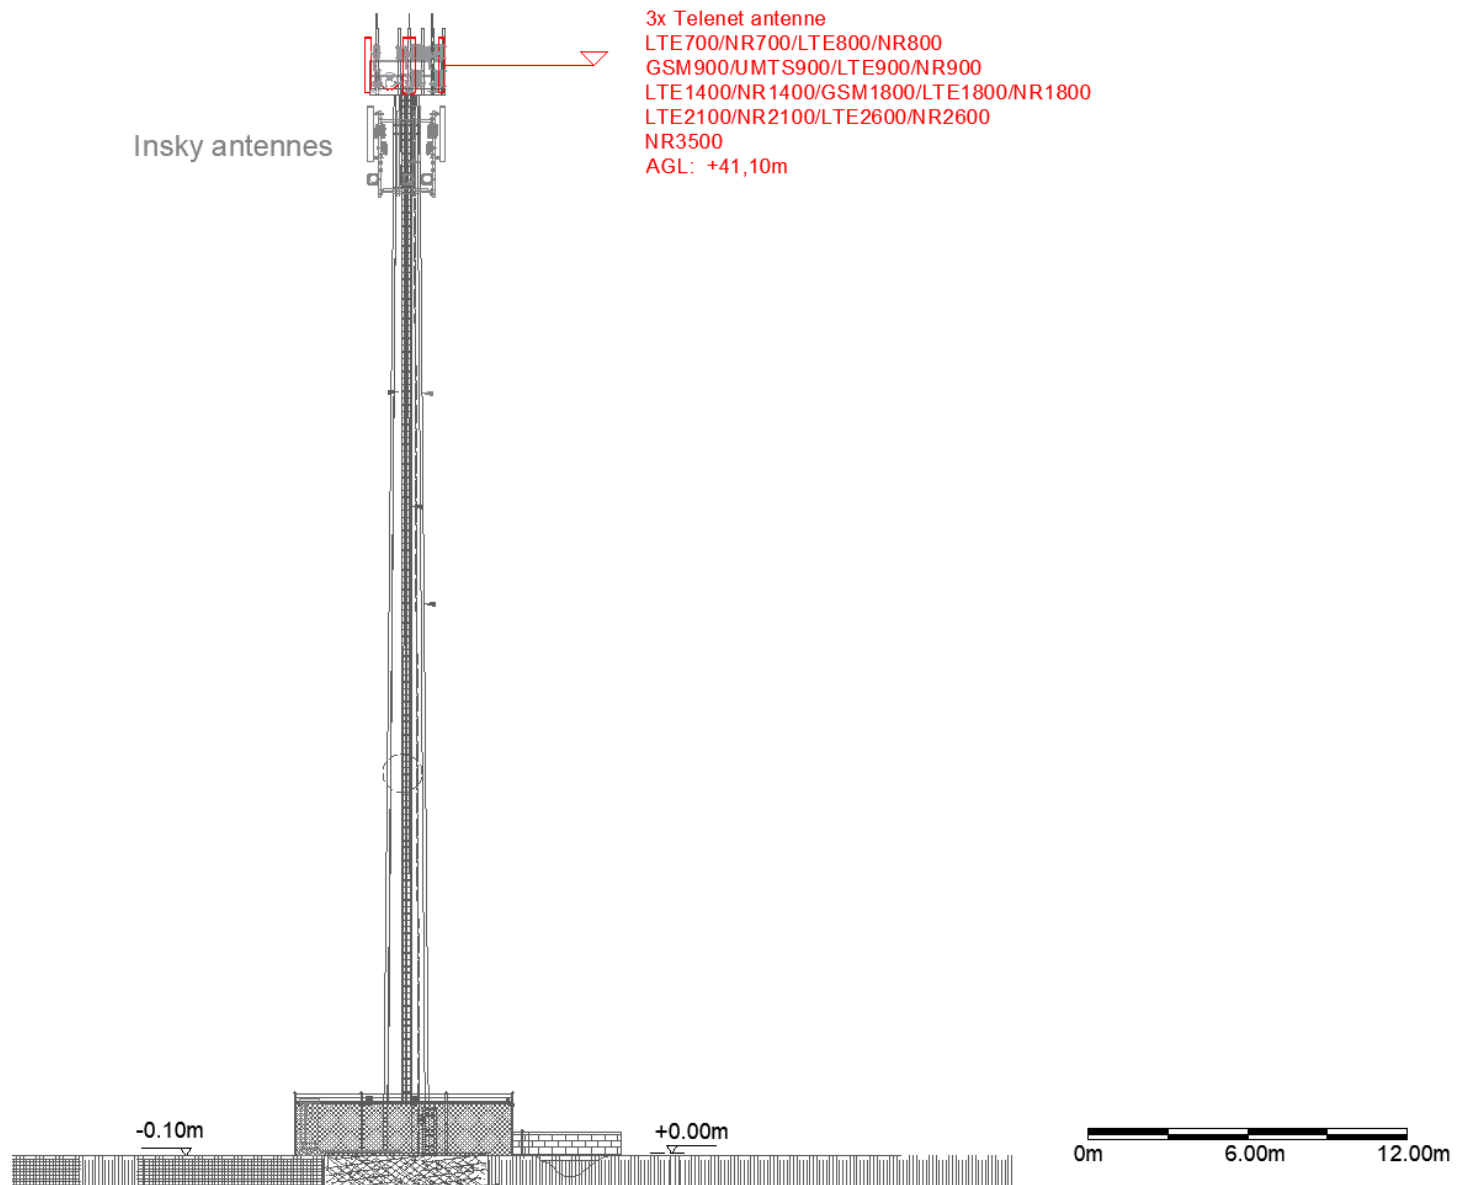 3x Telenet antenne
LTE700/NR700/LTE800/NR800
GSM900/UMTS900/LTE900/NR900
LTE1400/NR1400/GSM1800/LTE1800/NR1800
LTE2100/NR2100/LTE2600/NR2600
NR3500
AGL: +41,10m
Insky antennes
-0.10m
+0.00m
0m 6.00m 12.00m